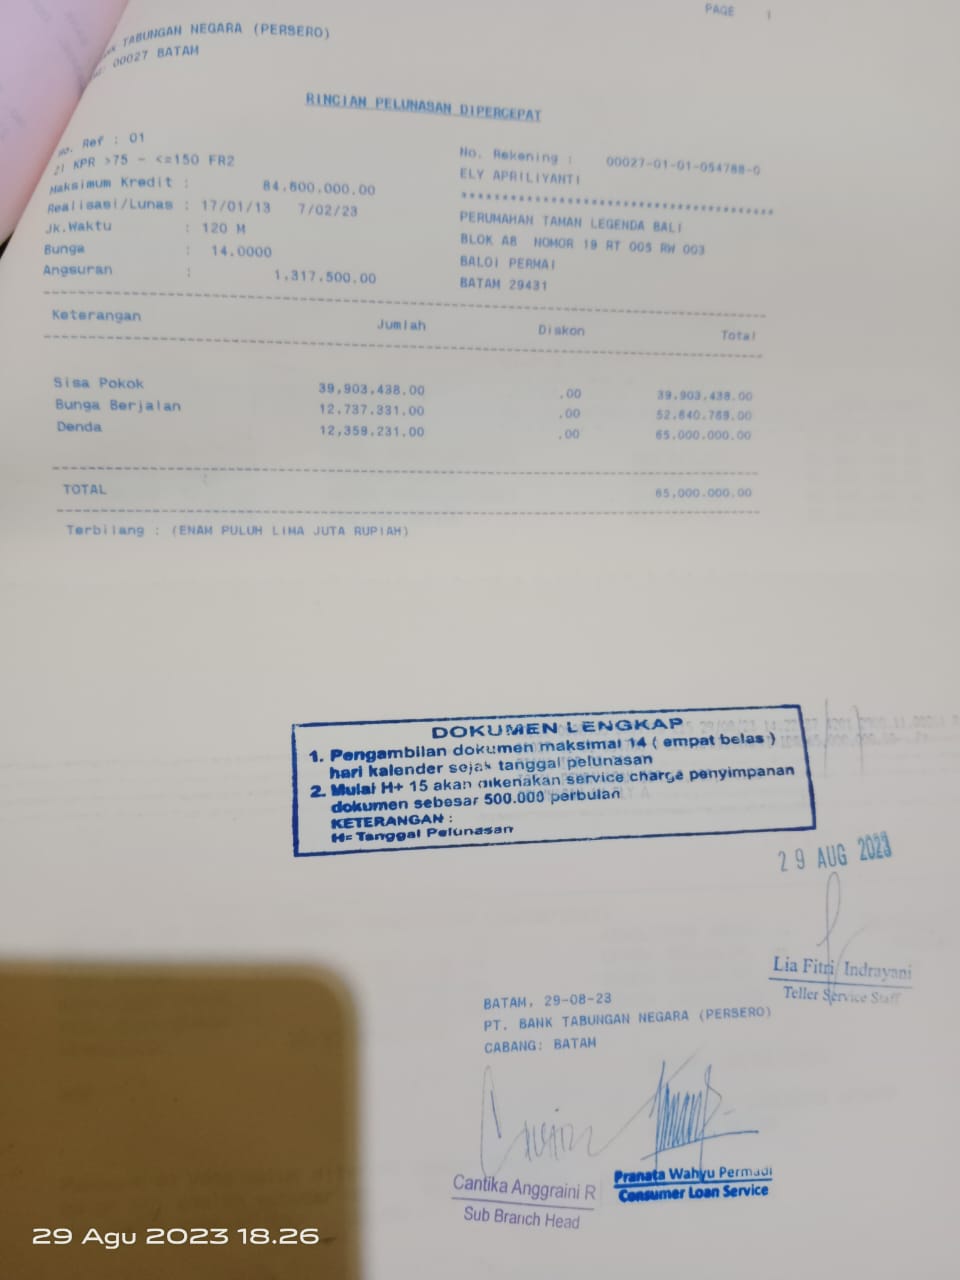 PAGE 1
TABUNGAN NEGARA (PERSERO)
00027 BATAM
RINCIAN PELUNASAN DIPERCEPAT
No. Ref : 01
21 KPR >75 - <=150 FR2
Maksimum Kredit : 84.600.000.00
Realisasi/Lunas : 17/01/13 7/02/23
Jk.Waktu : 120 M
Bunga : 14.0000
Angsuran : 1.317.500.00
No. Rekening : 00027-01-01-054788-0
ELY APRILIYANTI
****************************************
PERUMAHAN TAMAN LEGENDA BALI
BLOK A8 NOMOR 19 RT 005 RW 003
BALOI PERMAI
BATAM 29431
Keterangan Jumlah Diskon Total
Sisa Pokok 39,903,438.00 .00 39,903,438.00
Bunga Berjalan 12,737,331.00 .00 52,640,769.00
Denda 12,359,231.00 .00 65,000,000.00
TOTAL 65,000,000.00
Terbilang : (ENAM PULUH LIMA JUTA RUPIAH)
DOKUMEN LENGKAP
1. Pengambilan dokumen maksimal 14 ( empat belas )
hari kalender sejak tanggal pelunasan
2. Mulai H+ 15 akan dikenakan service charge penyimpanan
dokumen sebesar 500.000 perbulan
KETERANGAN :
H= Tanggal Pelunasan
29 AUG 2023
Lia Fitri Indrayani
Teller Service Staff
BATAM, 29-08-23
PT. BANK TABUNGAN NEGARA (PERSERO)
CABANG: BATAM
Cantika Anggraini R
Sub Branch Head
Pranata Wahyu Permadi
Consumer Loan Service
29 Agu 2023 18.26